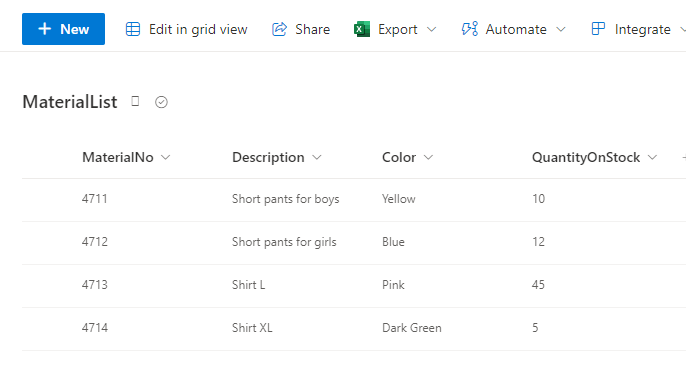 New Edit in grid view Share Export Automate Integrate
MaterialList
MaterialNo Description Color QuantityOnStock
4711 Short pants for boys Yellow 10
4712 Short pants for girls Blue 12
4713 Shirt L Pink 45
4714 Shirt XL Dark Green 5